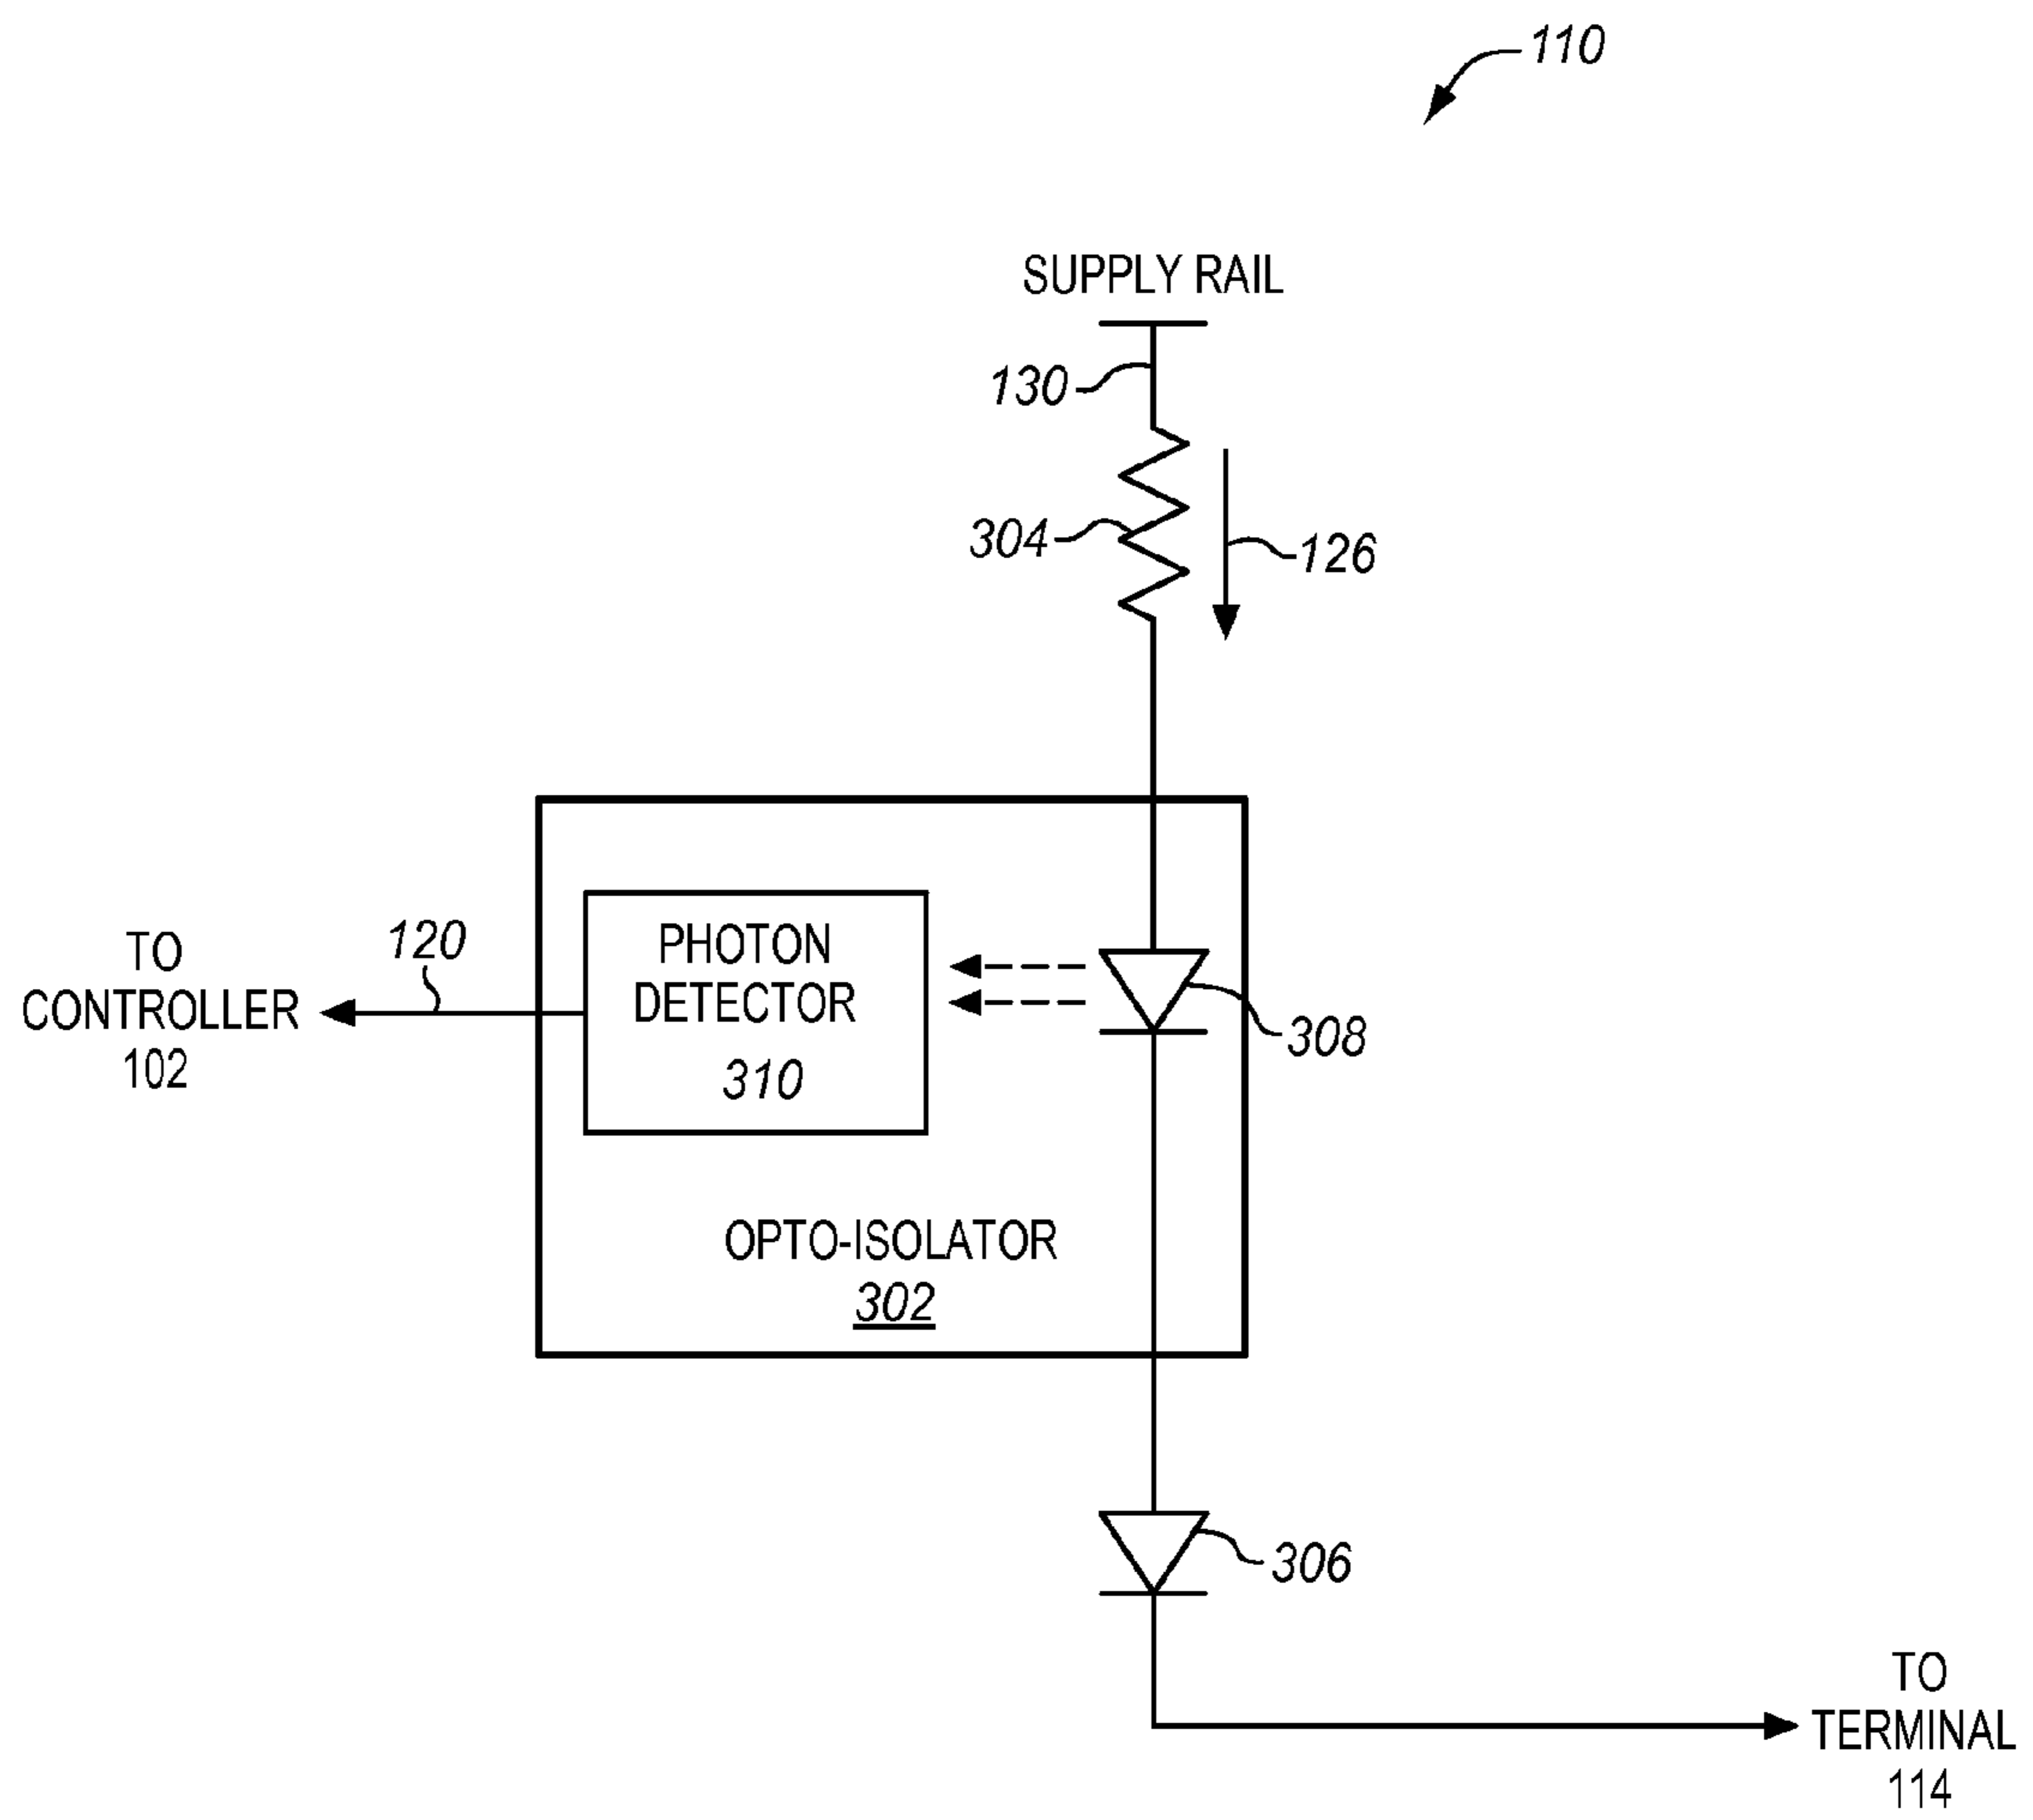 110
SUPPLY RAIL
130
304
126
TO
CONTROLLER
102
120
PHOTON
DETECTOR
310
308
OPTO-ISOLATOR
302
306
TO
TERMINAL
114